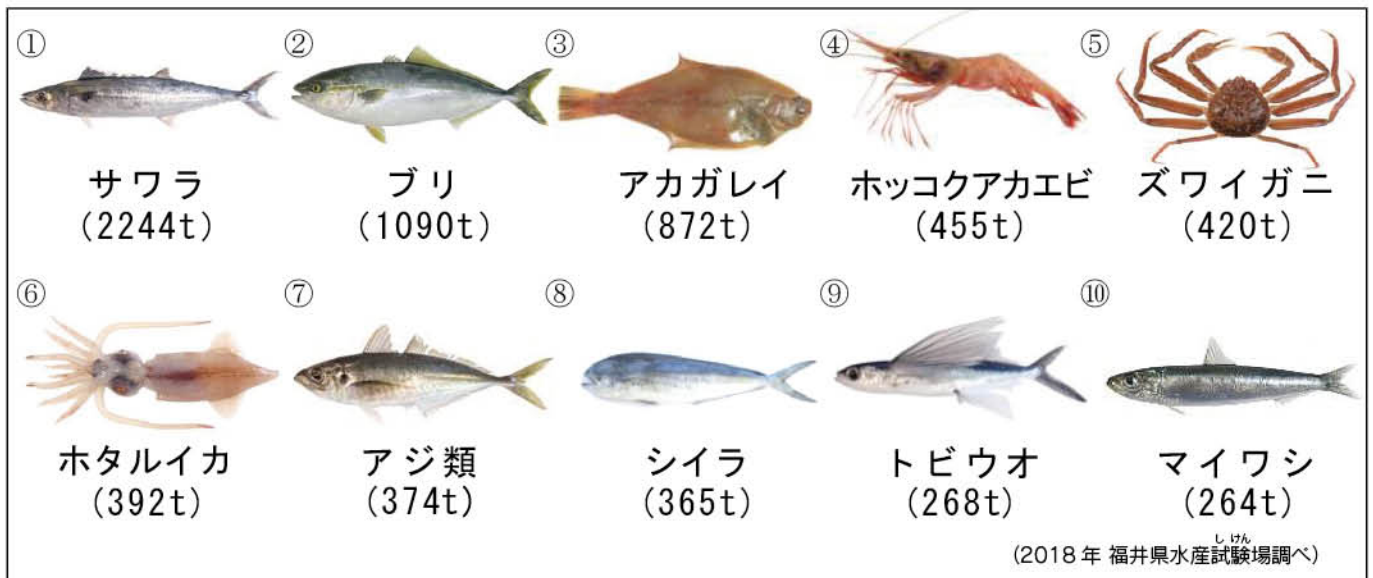 ①
②
③
④
⑤
サワラ
ブリ
アカガレイ
ホッコクアカエビ
ズワイガニ
(2244t)
(1090t)
(872t)
(455t)
(420t)
⑥
⑦
⑧
⑨
⑩
ホタルイカ
アジ類
シイラ
トビウオ
マイワシ
(392t)
(374t)
(365t)
(268t)
(264t)
しけん
(2018年 福井県水産試験場調べ)